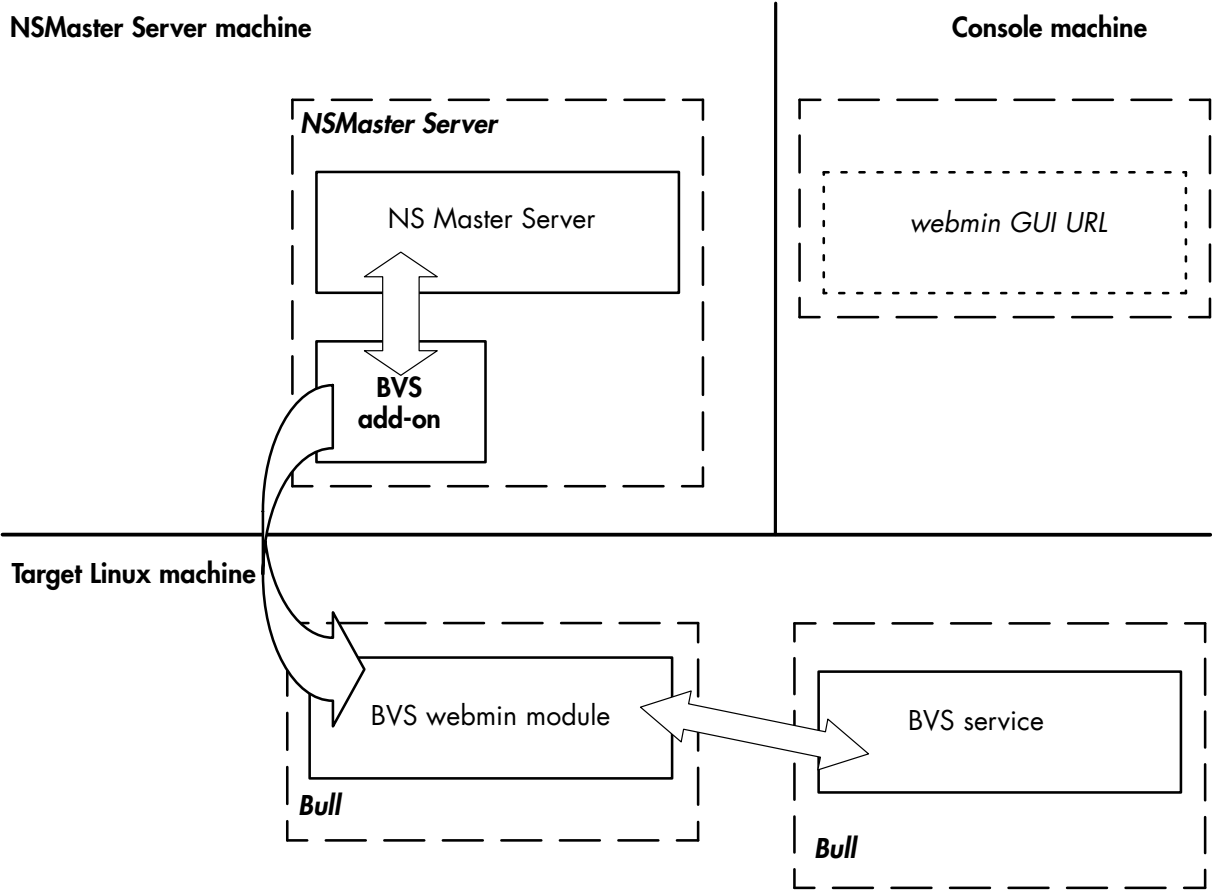 NSMaster Server machine
Console machine
NSMaster Server
NS Master Server
webmin GUI URL
BVS
add-on
Target Linux machine
BVS webmin module
BVS service
Bull
Bull